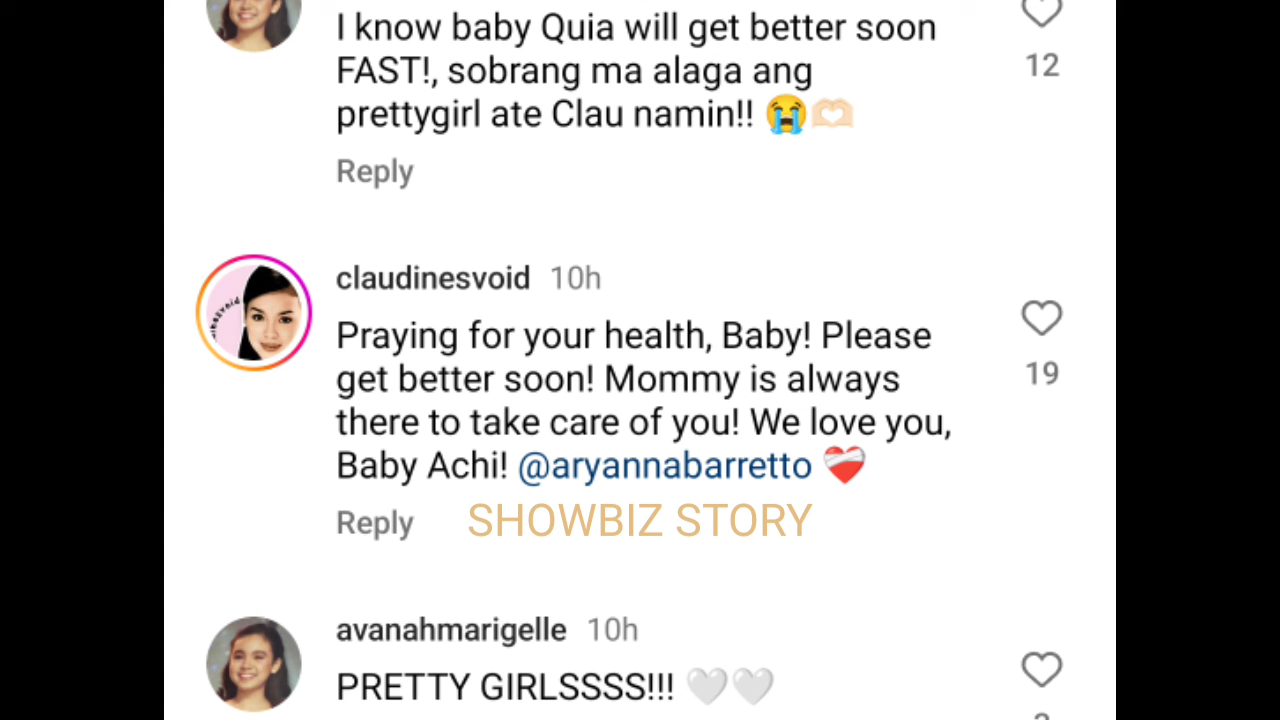 I know baby Quia will get better soon
FAST!, sobrang ma alaga ang
prettygirl ate Clau namin!! 😭🫶🏻
12
Reply
claudinesvoid 10h
Praying for your health, Baby! Please
get better soon! Mommy is always
there to take care of you! We love you,
Baby Achi! @aryannabarretto ❤️‍🩹
19
Reply
SHOWBIZ STORY
avanahmarigelle 10h
PRETTY GIRLSSSS!!! 🤍🤍